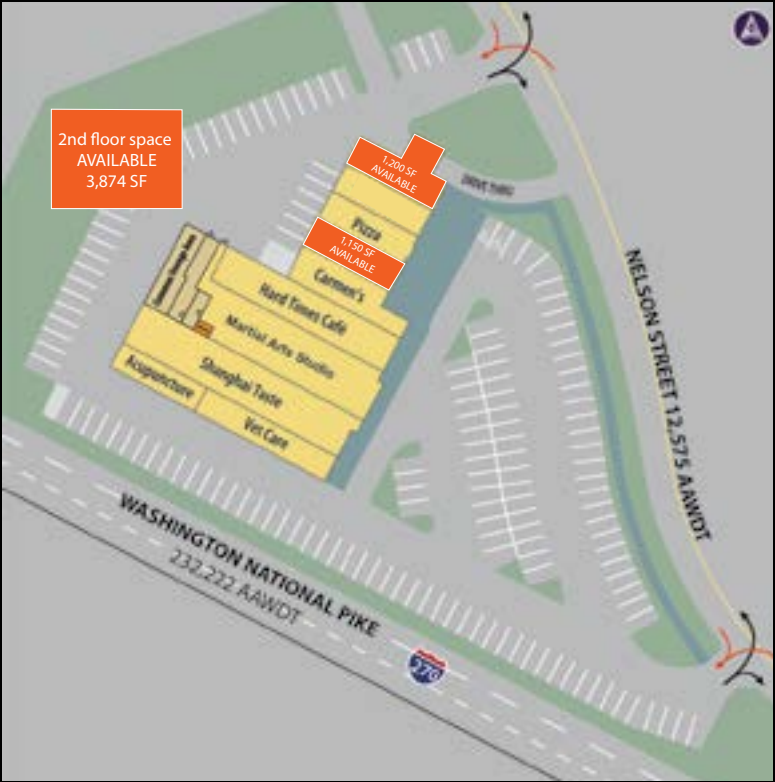 2nd floor space
AVAILABLE
3,874 SF
1,200 SF
AVAILABLE
DRIVE THRU
Pizza
1,150 SF
AVAILABLE
Carmen's
Hard Times Café
Martial Arts Studio
Shanghai Taste
Acupuncture
Vet Care
NELSON STREET 12,575 AAWDT
WASHINGTON NATIONAL PIKE
232,222 AAWDT
270